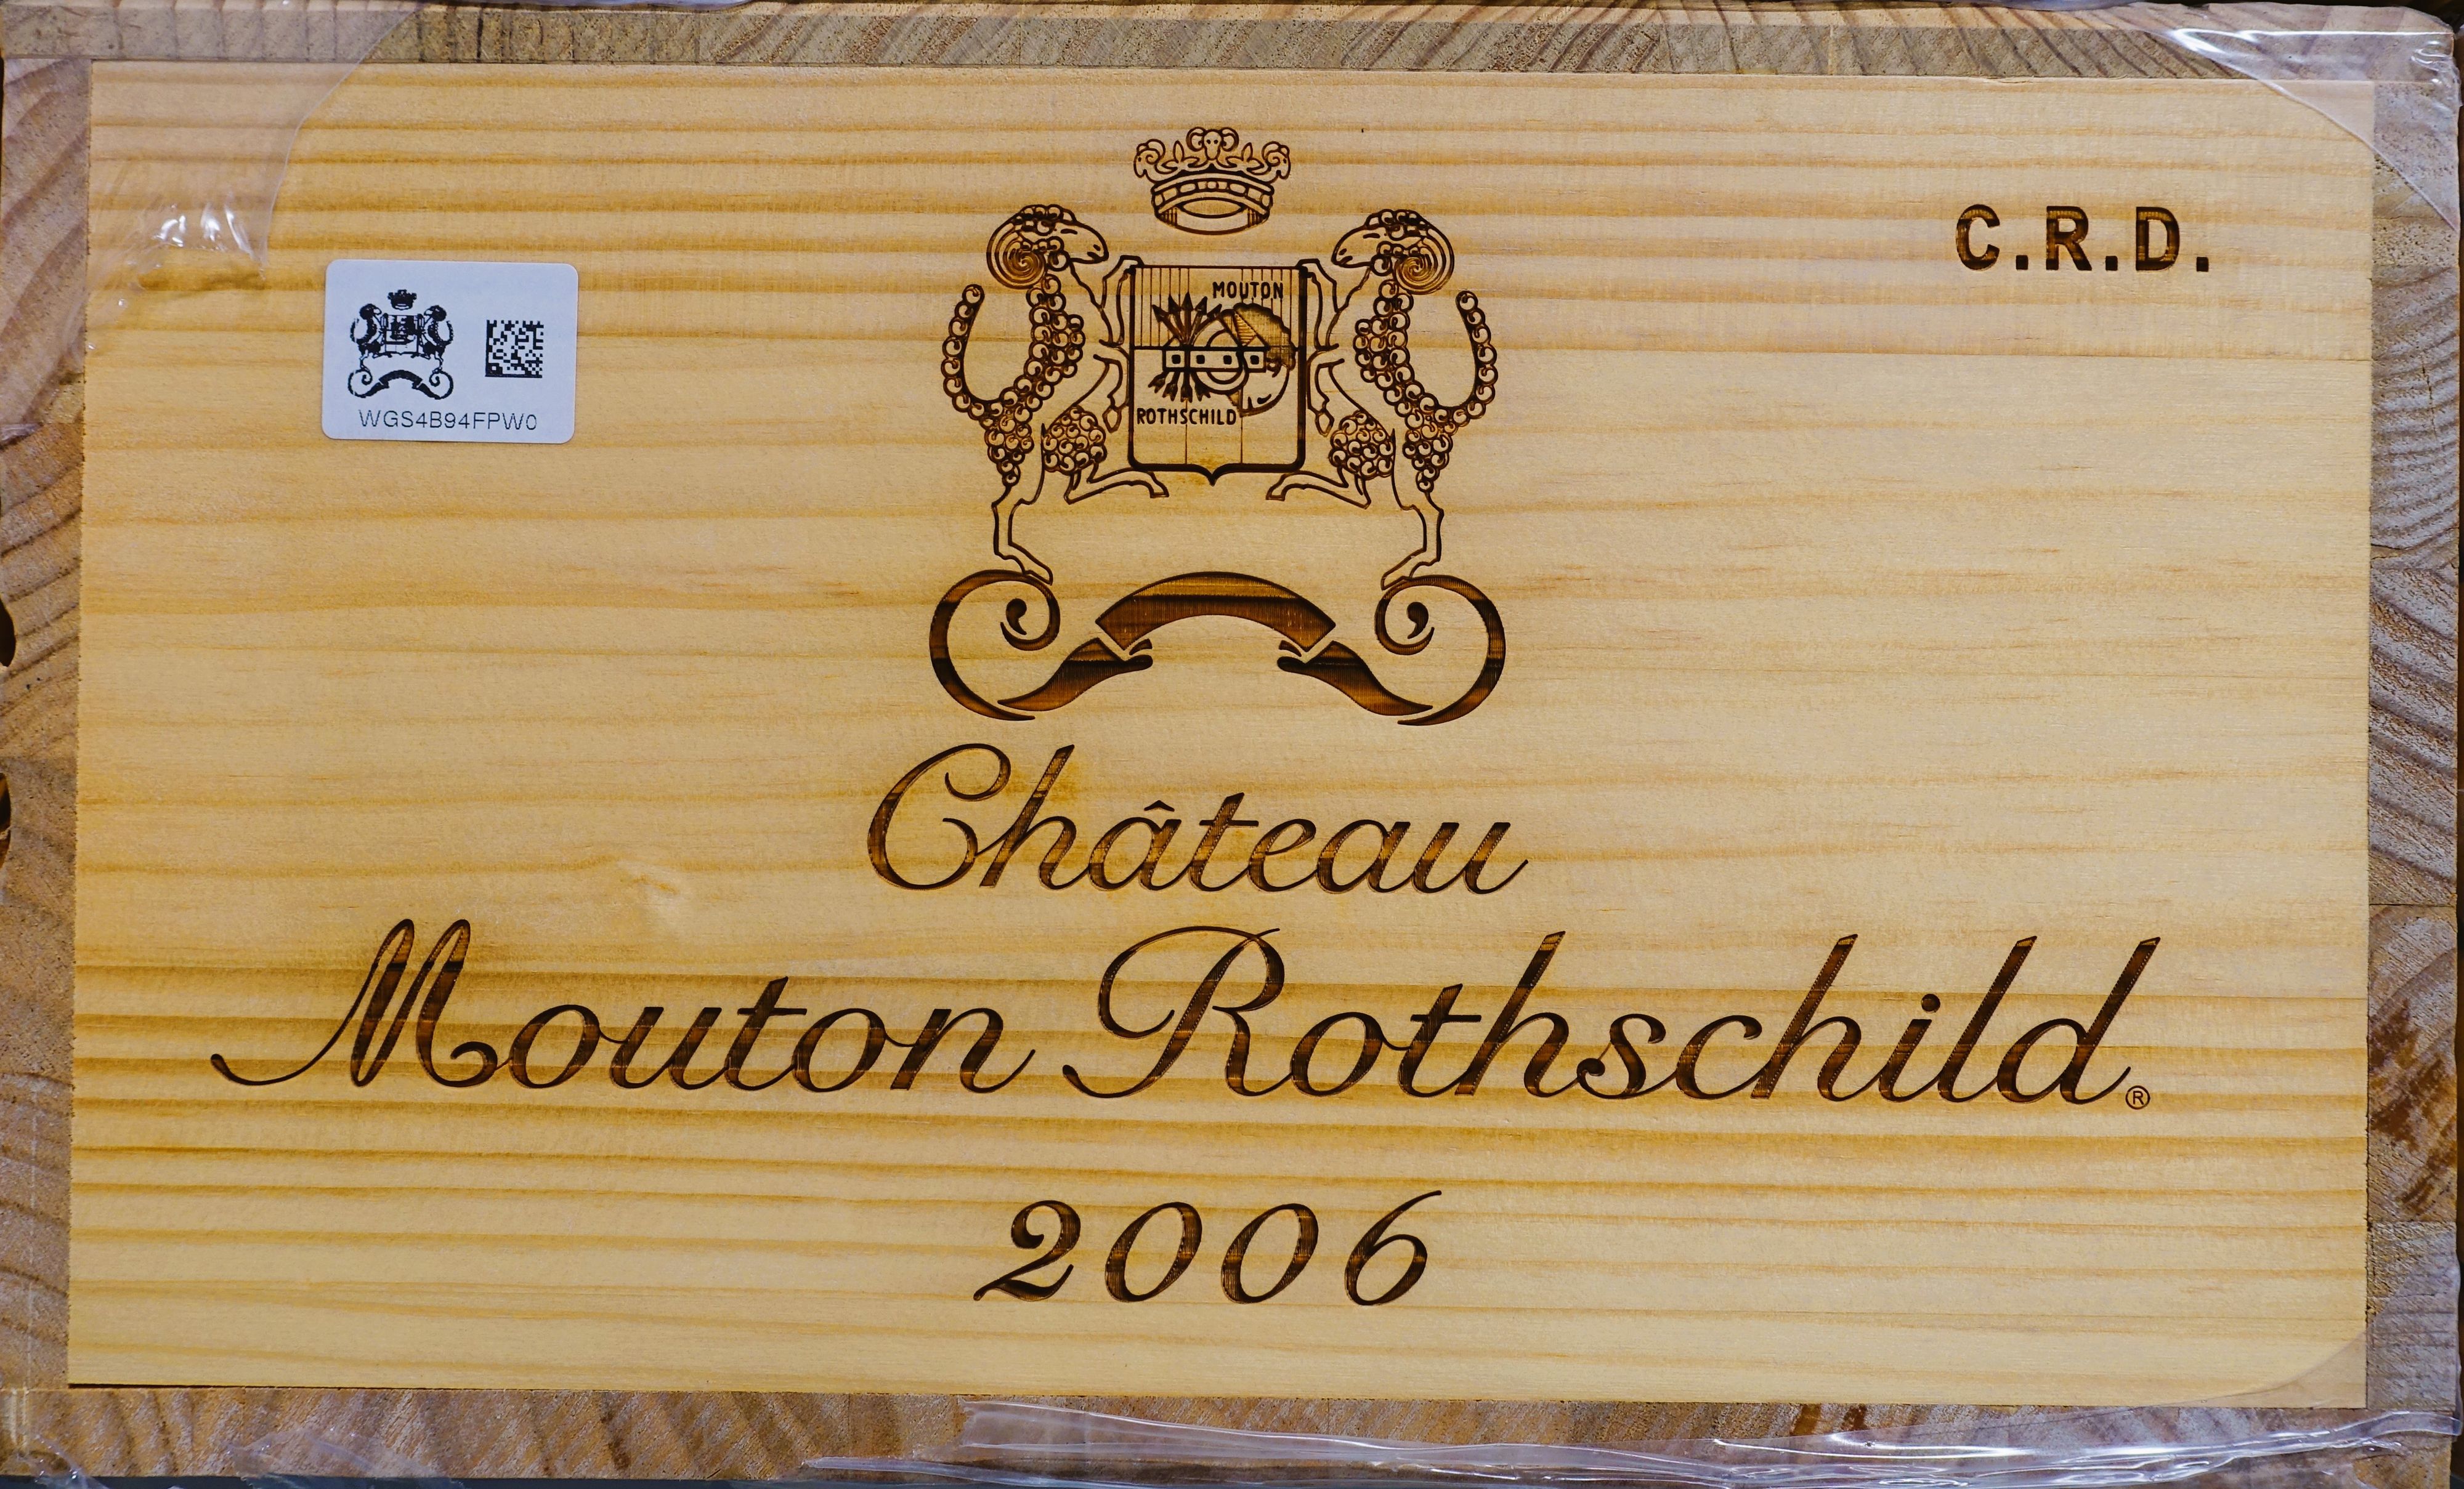 C.R.D.
MOUTON
ROTHSCHILD
WGS4B94FPW0
Château
Mouton Rothschild®
2006